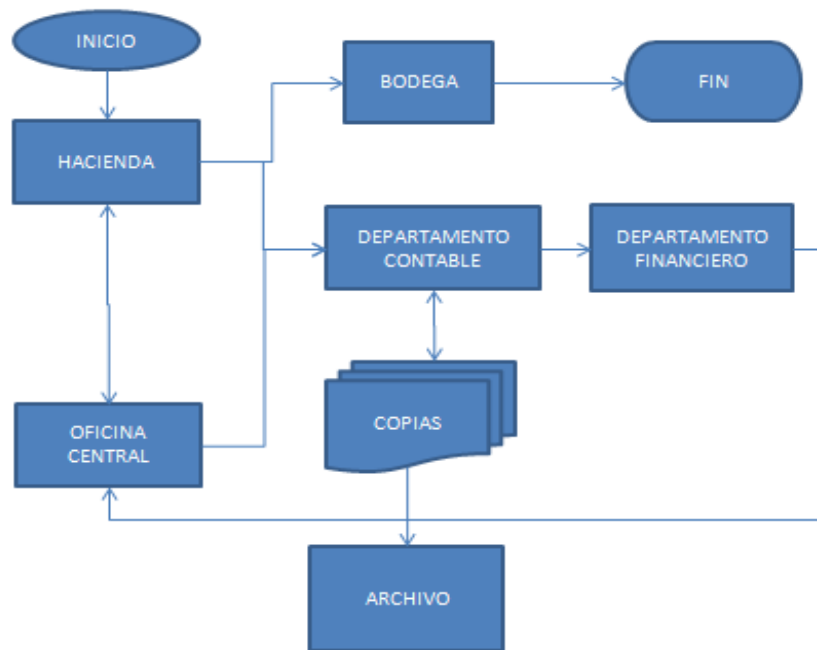 INICIO
BODEGA
FIN
HACIENDA
DEPARTAMENTO
CONTABLE
DEPARTAMENTO
FINANCIERO
OFICINA
CENTRAL
COPIAS
ARCHIVO